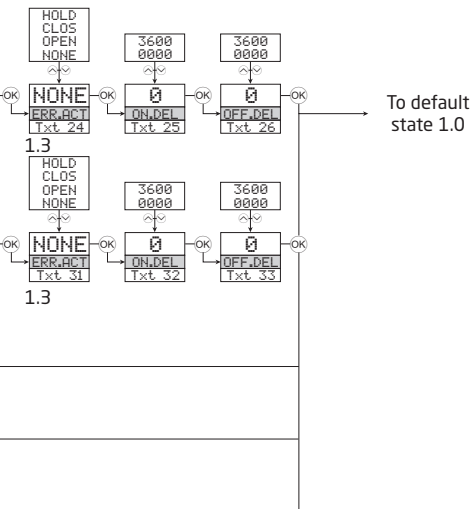 HOLD
CLOS
OPEN
NONE
3600
0000
3600
0000
OK NONE OK 0 OK 0 OK
ERR.ACT ON.DEL OFF.DEL
Txt 24 Txt 25 Txt 26
To default
state 1.0
1.3
HOLD
CLOS
OPEN
NONE
3600
0000
3600
0000
OK NONE OK 0 OK 0 OK
ERR.ACT ON.DEL OFF.DEL
Txt 31 Txt 32 Txt 33
1.3